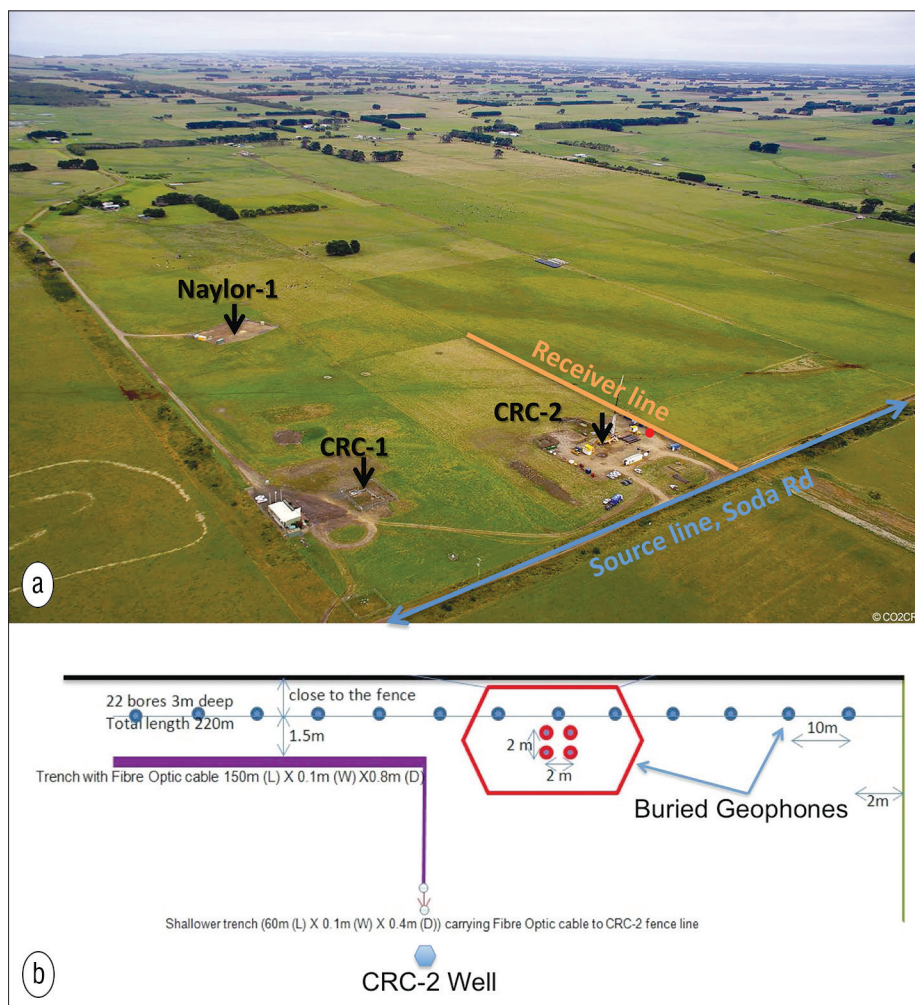 Naylor-1
Receiver line
CRC-2
CRC-1
Source line, Soda Rd
a
© CO2CR
22 bores 3m deep
close to the fence
Total length 220m
1.5m
10m
2 m
2 m
Trench with Fibre Optic cable 150m (L) X 0.1m (W) X0.8m (D)
Buried Geophones
2m
Shallower trench (60m (L) X 0.1m (W) X 0.4m (D)) carrying Fibre Optic cable to CRC-2 fence line
b
CRC-2 Well